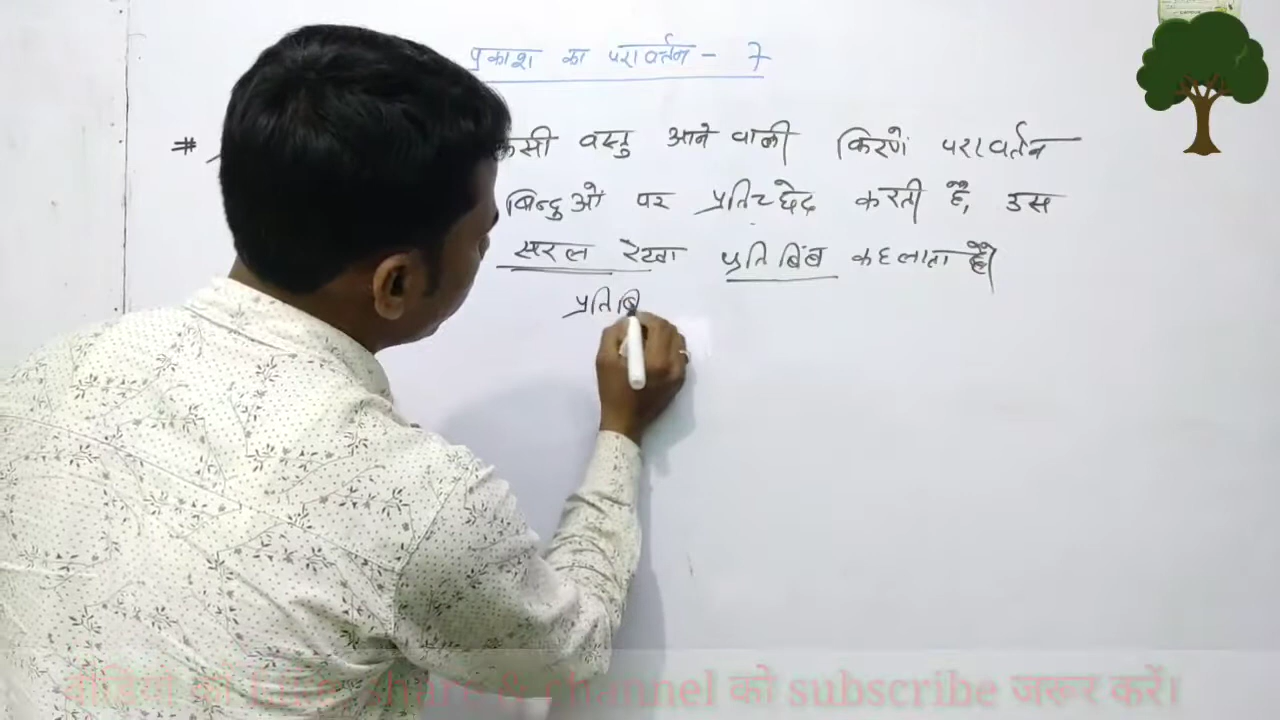 प्रकाश का परावर्तन - 7
# किसी वस्तु आने वाली किरणें परावर्तन
बिन्दुओं पर प्रतिच्छेद करती है, उस
सरल रेखा प्रतिबिंब कहलाता है।
प्रतिबि
वीडियो को Like, share & channel को subscribe जरूर करें।